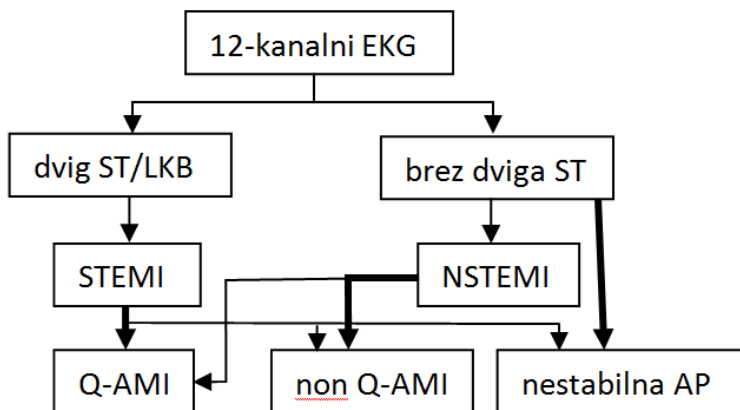 12-kanalni EKG
dvig ST/LKB
brez dviga ST
STEMI
NSTEMI
Q-AMI
non Q-AMI
nestabilna AP